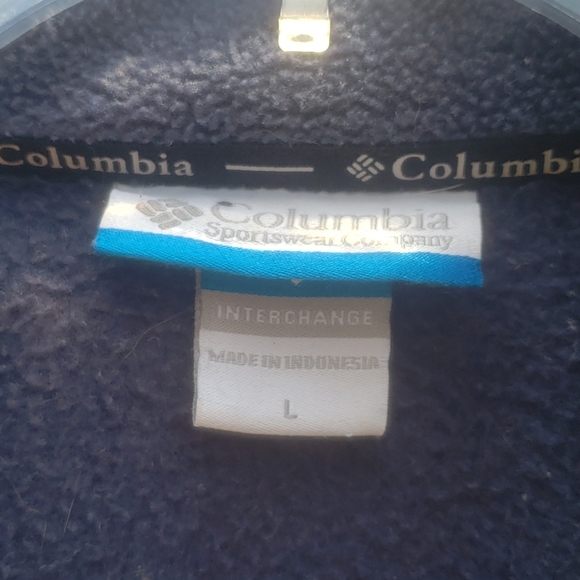 Columbia Columbi
Columbia
Sportswear Company
INTERCHANGE
MADE IN INDONESIA
L